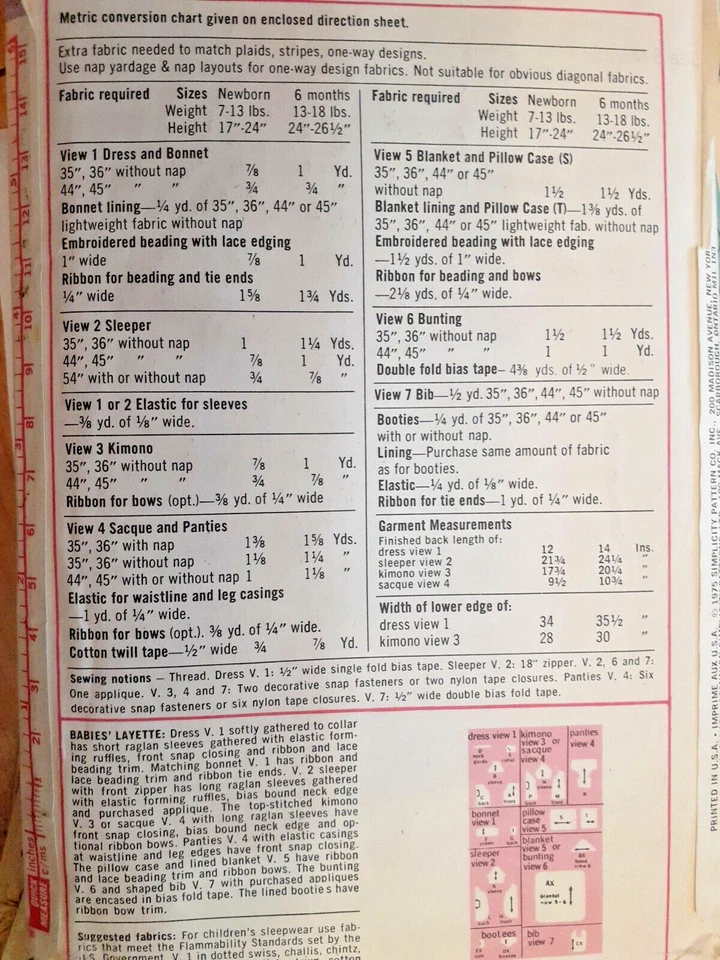 Metric conversion chart given on enclosed direction sheet.
Extra fabric needed to match plaids, stripes, one-way designs.
Use nap yardage & nap layouts for one-way design fabrics. Not suitable for obvious diagonal fabrics.
Fabric required Sizes Newborn 6 months
Weight 7-13 lbs. 13-18 lbs.
Height 17"-24" 24"-26½"
View 1 Dress and Bonnet
35", 36" without nap ⅞ 1 Yd.
44", 45" " " ¾ ¾ "
Bonnet lining—¼ yd. of 35", 36", 44" or 45"
lightweight fabric without nap
Embroidered beading with lace edging
1" wide ⅞ 1 Yd.
Ribbon for beading and tie ends
¼" wide 1⅝ 1¾ Yds.
View 2 Sleeper
35", 36" without nap 1 1¼ Yds.
44", 45" " " ⅞ 1 Yd.
54" with or without nap ¾ ⅞ "
View 1 or 2 Elastic for sleeves
—⅜ yd. of ⅛" wide.
View 3 Kimono
35", 36" without nap ⅞ 1 Yd.
44", 45" " " ¾ ⅞ "
Ribbon for bows (opt.)—⅜ yd. of ¼" wide
View 4 Sacque and Panties
35", 36" with nap 1⅜ 1⅝ Yds.
35", 36" without nap 1⅛ 1¼ "
44", 45" with or without nap 1 1⅛ "
Elastic for waistline and leg casings
—1 yd. of ¼" wide.
Ribbon for bows (opt.). ⅜ yd. of ¼" wide.
Cotton twill tape—½" wide ¾ ⅞ Yd.
Fabric required Sizes Newborn 6 months
Weight 7-13 lbs. 13-18 lbs.
Height 17"-24" 24"-26½"
View 5 Blanket and Pillow Case (S)
35", 36", 44" or 45"
without nap 1½ 1½ Yds.
Blanket lining and Pillow Case (T)—1⅜ yds. of
35", 36", 44" or 45" lightweight fab. without nap
Embroidered beading with lace edging
—1½ yds. of 1" wide.
Ribbon for beading and bows
—2⅛ yds. of ¼" wide.
View 6 Bunting
35", 36" without nap 1½ 1½ Yds.
44", 45" " " 1 1 Yd.
Double fold bias tape– 4⅜ yds. of ½" wide.
View 7 Bib—½ yd. 35", 36", 44", 45" without nap
Booties—¼ yd. of 35", 36", 44" or 45"
with or without nap.
Lining—Purchase same amount of fabric
as for booties.
Elastic—¼ yd. of ⅛" wide.
Ribbon for tie ends—1 yd. of ¼" wide.
Garment Measurements
Finished back length of:
dress view 1 12 14 Ins.
sleeper view 2 21¾ 24¼ "
kimono view 3 17¾ 20¼ "
sacque view 4 9½ 10¾ "
Width of lower edge of:
dress view 1 34 35½ "
kimono view 3 28 30 "
Sewing notions – Thread. Dress V. 1: ½" wide single fold bias tape. Sleeper V. 2: 18" zipper. V. 2, 6 and 7:
One applique. V. 3, 4 and 7: Two decorative snap fasteners or two nylon tape closures. Panties V. 4: Six
decorative snap fasteners or six nylon tape closures. V. 7: ½" wide double bias fold tape.
BABIES' LAYETTE: Dress V. 1 softly gathered to collar
has short raglan sleeves gathered with elastic form-
ing ruffles, front snap closing and ribbon and lace
beading trim. Matching bonnet V. 1 has ribbon and
lace beading trim and ribbon tie ends. V. 2 sleeper
with front zipper has long raglan sleeves gathered
with elastic forming ruffles, bias bound neck edge
and purchased applique. The top-stitched kimono
V. 3 or sacque V. 4 with long raglan sleeves have
front snap closing, bias bound neck edge and op-
tional ribbon bows. Panties V. 4 with elastic casings
at waistline and leg edges have front snap closing.
The pillow case and lined blanket V. 5 have ribbon
and lace beading trim and ribbon bows. The bunting
V. 6 and shaped bib V. 7 with purchased appliques
are encased in bias fold tape. The lined booties have
ribbon bow trim.
Suggested fabrics: For children's sleepwear use fab-
rics that meet the Flammability Standards set by the
U.S. Government. V. 1 in dotted swiss, challis, chintz,
dress view 1
kimono
view 3 or
sacque
view 4
panties
view 4
bonnet
view 1
pillow
case
view 5
sleeper
view 2
blanket
view 5 or
bunting
view 6
AX
Blanket
bootees
bib
view 7
CX
PRINTED IN U.S.A. • IMPRIME AUX U.S.A. © 1975 SIMPLICITY PATTERN CO. INC., 200 MADISON AVENUE, NEW YORK
QUICK inches
MEASURE c/ms